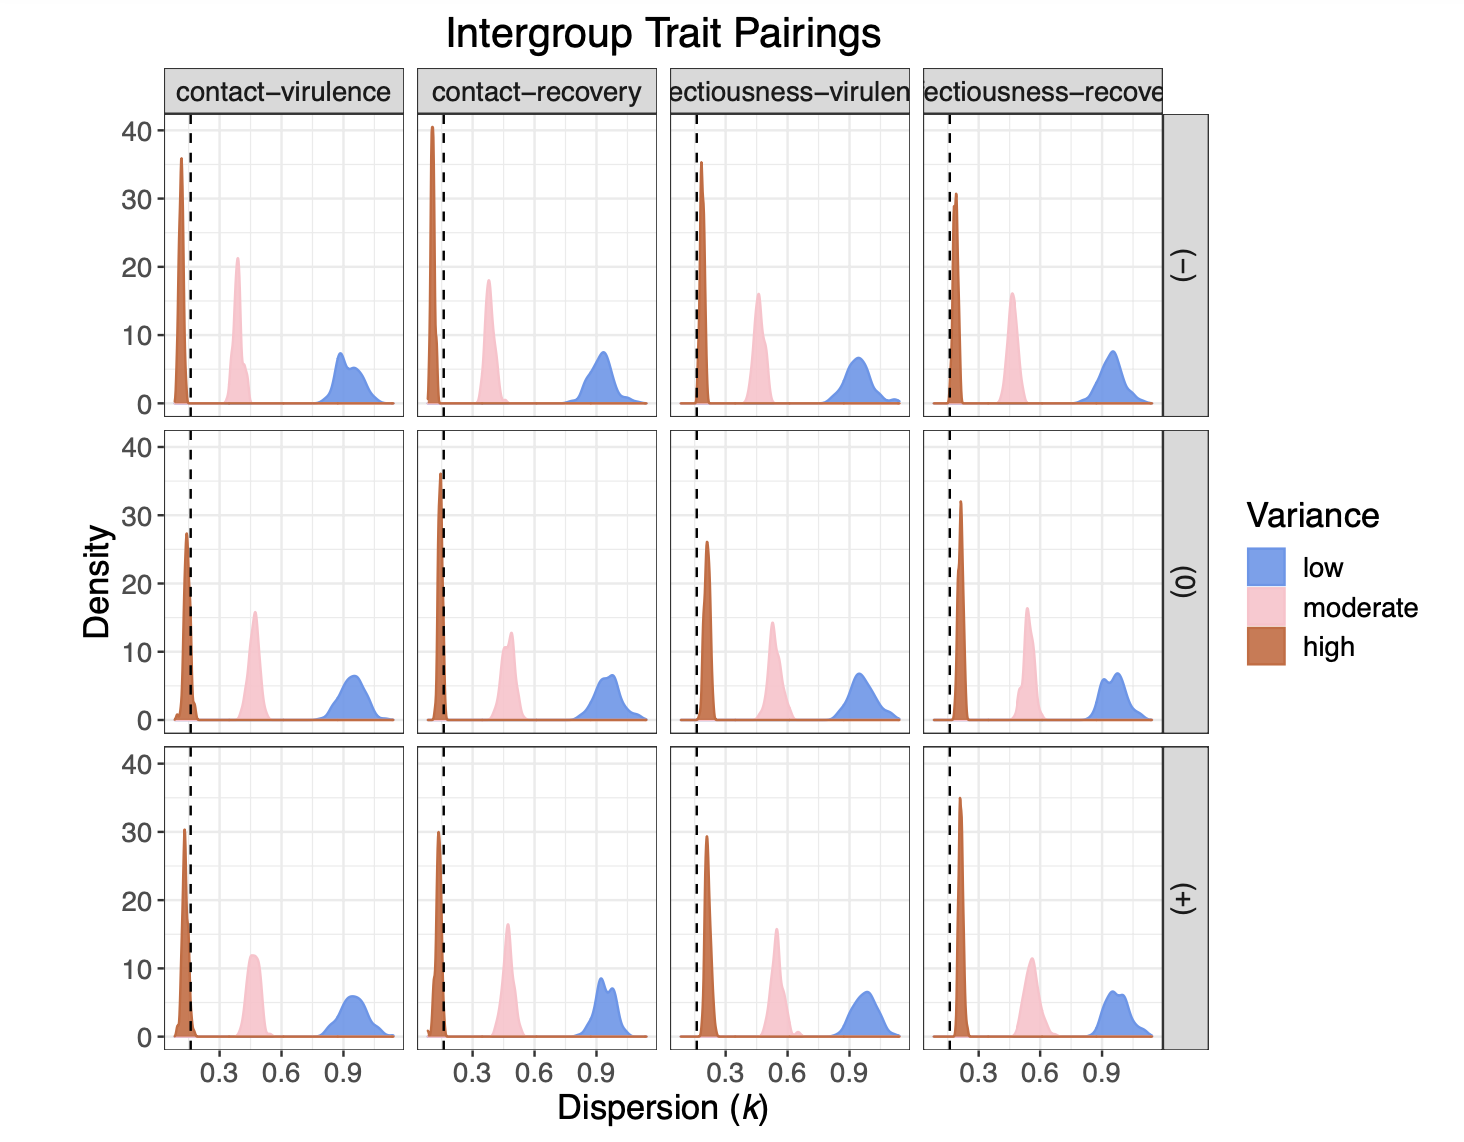 Intergroup Trait Pairings
contact–virulence
contact–recovery
ectiousness–virulen
ectiousness–recove
40
30
20
10
0
(−)
40
30
20
10
0
(0)
40
30
20
10
0
(+)
Density
0.3 0.6 0.9
0.3 0.6 0.9
0.3 0.6 0.9
0.3 0.6 0.9
Dispersion (k)
Variance
low
moderate
high